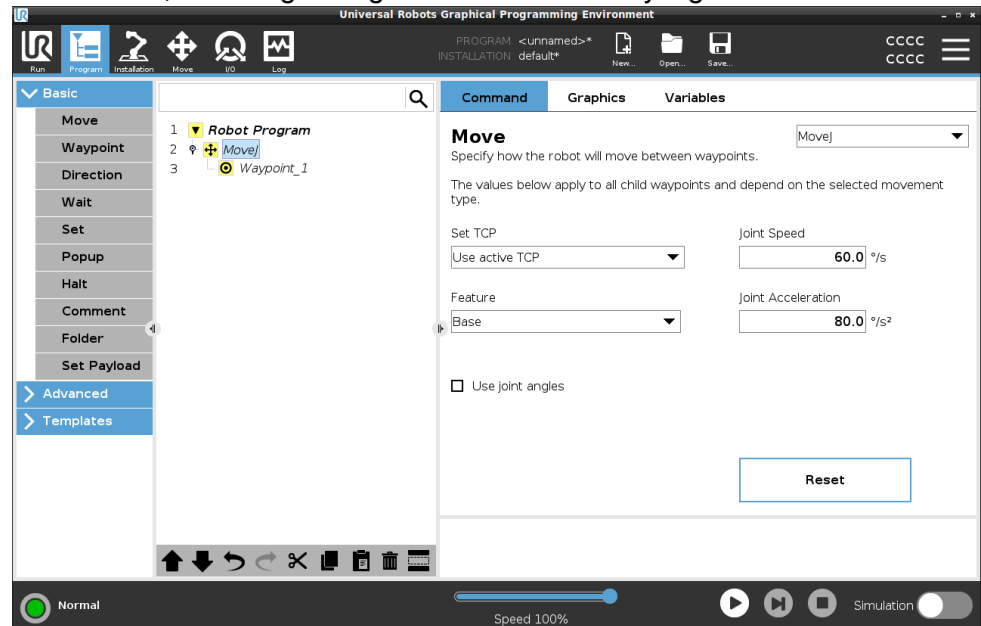 Universal Robots Graphical Programming Environment
UR
PROGRAM <unnamed>*
INSTALLATION default*
Run
Program
Installation
Move
I/O
Log
New...
Open...
Save...
CCCC
CCCC
Basic
Move
Waypoint
Direction
Wait
Set
Popup
Halt
Comment
Folder
Set Payload
Advanced
Templates
1 Robot Program
2 MoveJ
3 Waypoint_1
Command Graphics Variables
Move
MoveJ
Specify how the robot will move between waypoints.
The values below apply to all child waypoints and depend on the selected movement
type.
Set TCP
Use active TCP
Joint Speed
60.0 °/s
Feature
Base
Joint Acceleration
80.0 °/s²
Use joint angles
Reset
Normal
Speed 100%
Simulation